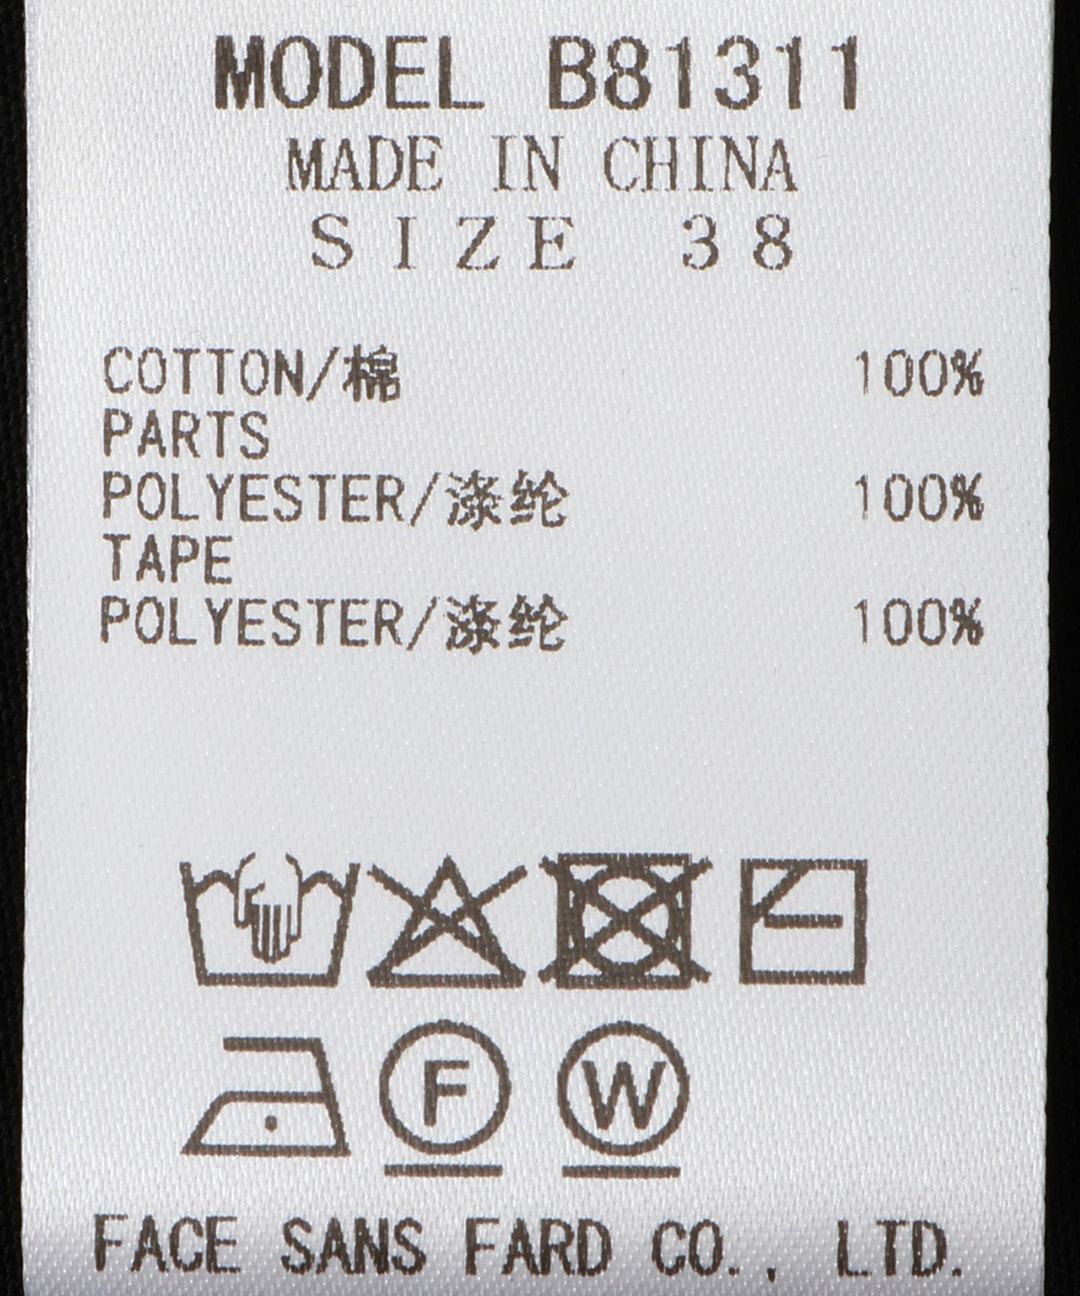 MODEL B81311
MADE IN CHINA
SIZE 38
COTTON/棉 100%
PARTS
POLYESTER/涤纶 100%
TAPE
POLYESTER/涤纶 100%
F W
FACE SANS FARD CO., LTD.